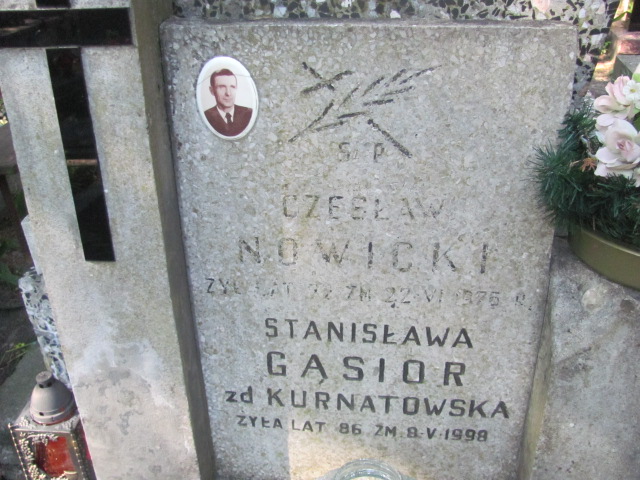 Ś P
CZESŁAW
NOWICKI
ŻYŁ LAT ZM 22 VI 1975 R
STANISŁAWA
GĄSIOR
zd KURNATOWSKA
ŻYŁA LAT 86 ZM 8 V 1998